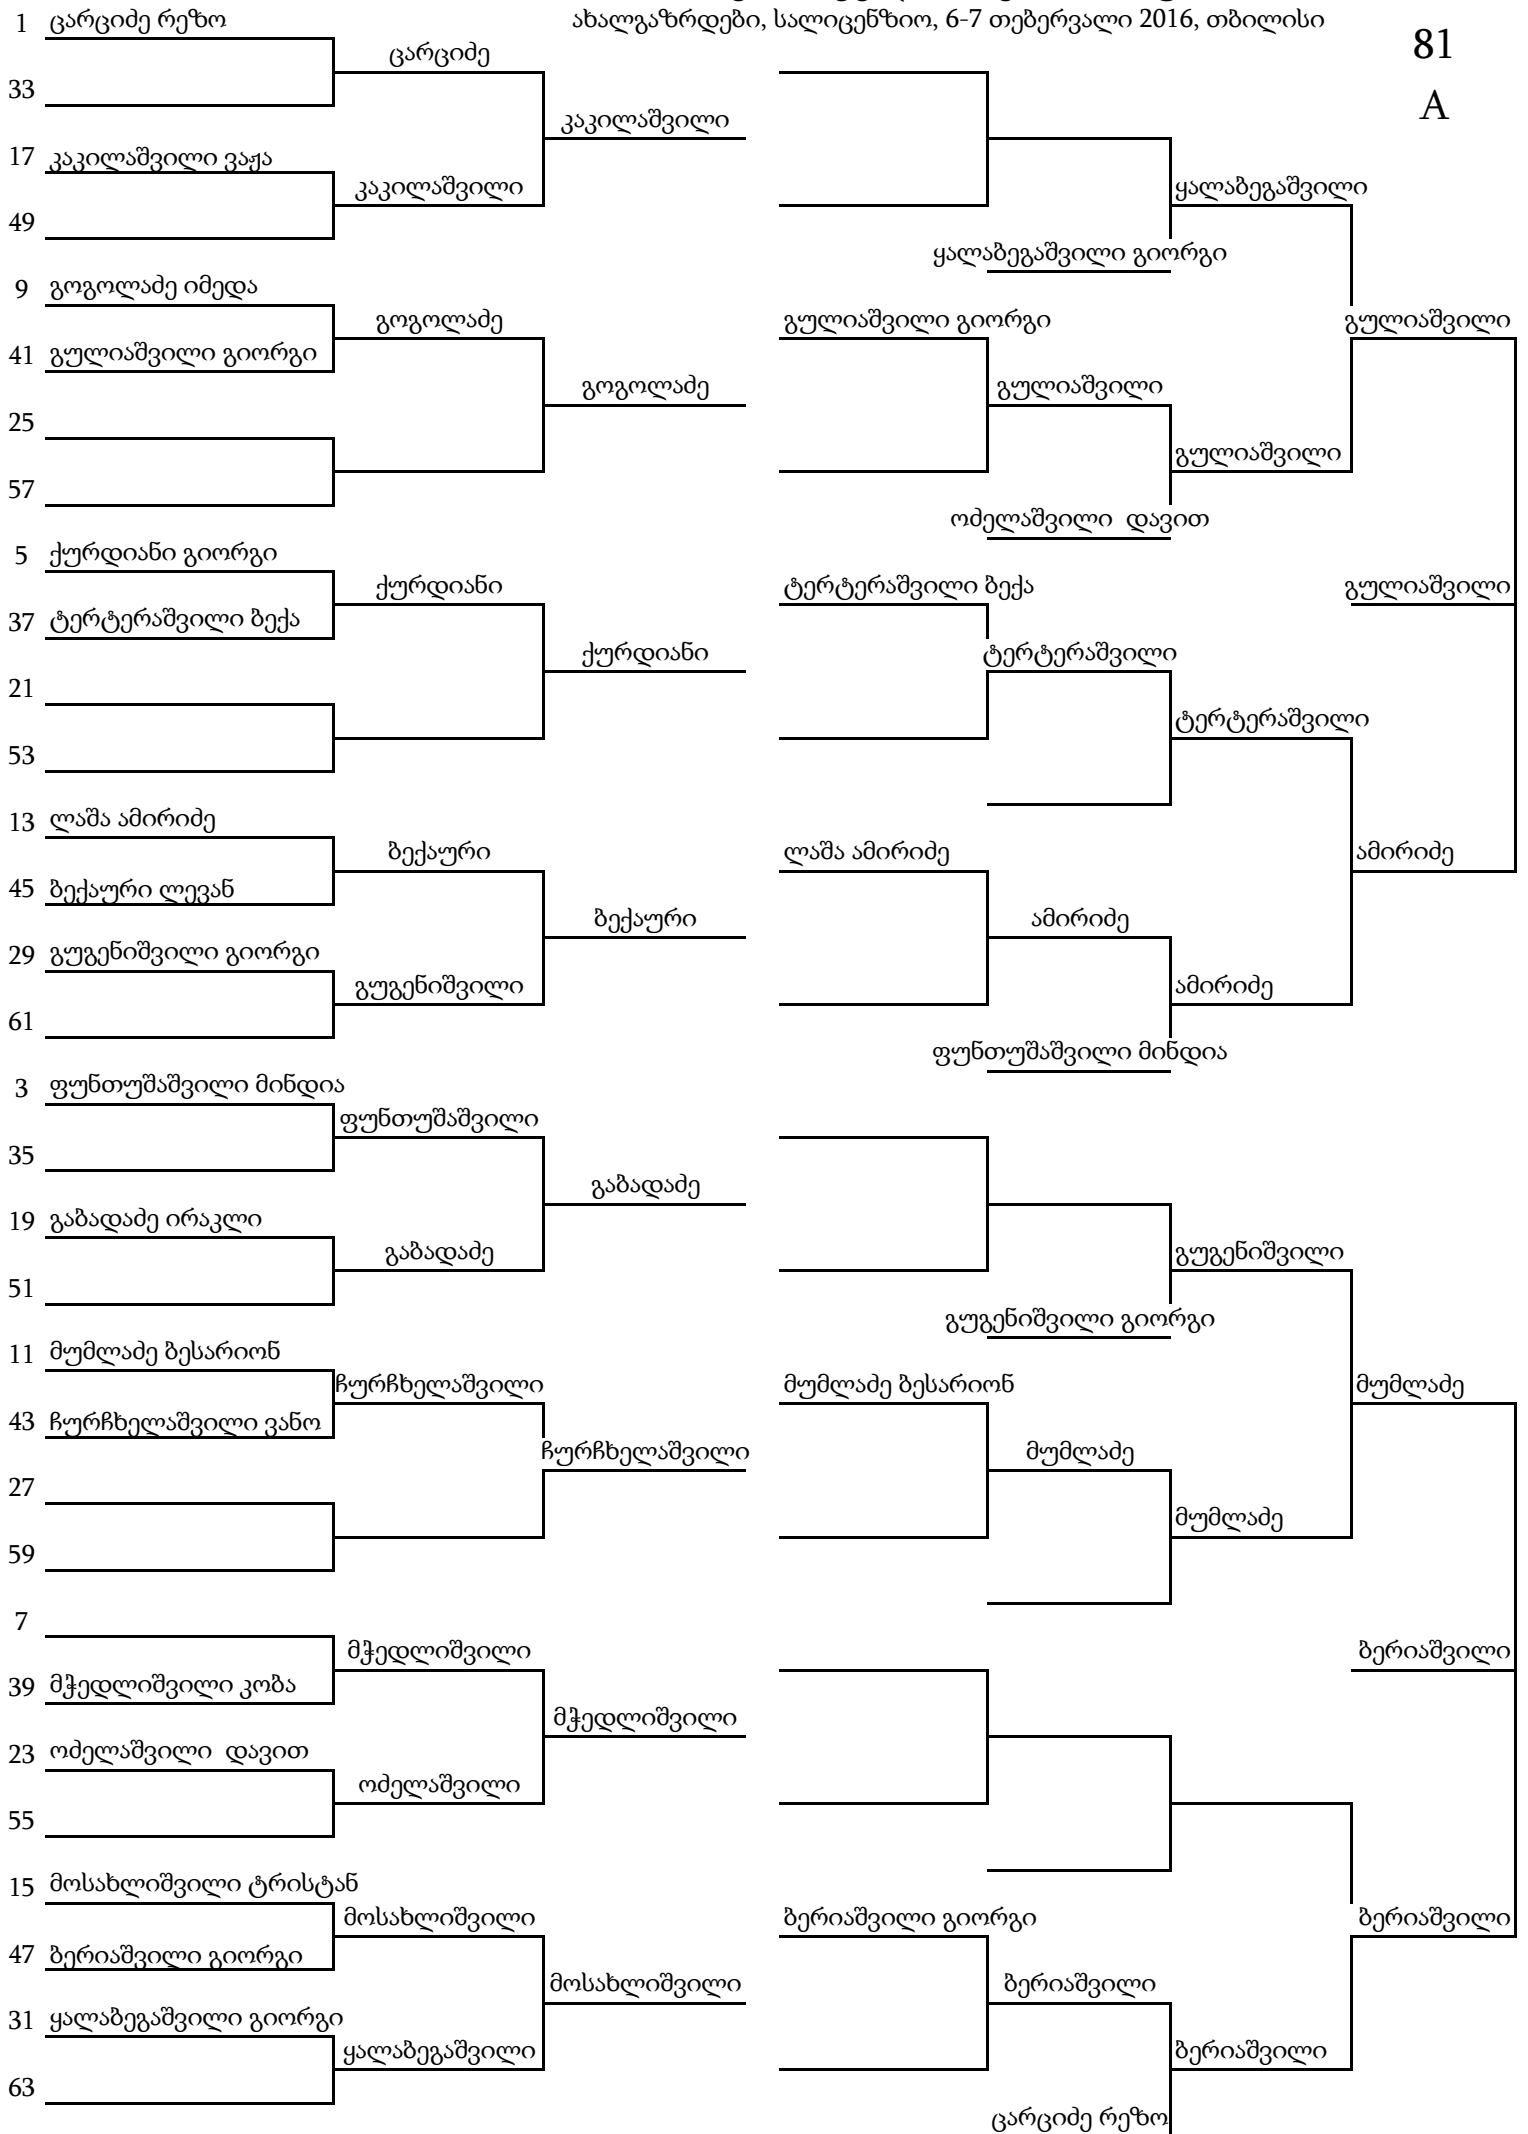 ახალგაზრდები, სალიცენზიო, 6-7 თებერვალი 2016, თბილისი
81
A
1 ცარციძე რეზო
ცარციძე
33
კაკილაშვილი
17 კაკილაშვილი ვაჟა
კაკილაშვილი
ყალაბეგაშვილი
49
ყალაბეგაშვილი გიორგი
9 გოგოლაძე იმედა
გოგოლაძე
გულიაშვილი გიორგი
გულიაშვილი
41 გულიაშვილი გიორგი
გოგოლაძე
გულიაშვილი
25
გულიაშვილი
57
ოძელაშვილი დავით
5 ქურდიანი გიორგი
ქურდიანი
ტერტერაშვილი ბექა
გულიაშვილი
37 ტერტერაშვილი ბექა
ქურდიანი
ტერტერაშვილი
21
ტერტერაშვილი
53
13 ლაშა ამირიძე
ბექაური
ლაშა ამირიძე
ამირიძე
45 ბექაური ლევან
ბექაური
ამირიძე
29 გუგენიშვილი გიორგი
გუგენიშვილი
ამირიძე
61
ფუნთუშაშვილი მინდია
3 ფუნთუშაშვილი მინდია
ფუნთუშაშვილი
35
გაბადაძე
19 გაბადაძე ირაკლი
გაბადაძე
გუგენიშვილი
51
გუგენიშვილი გიორგი
11 მუმლაძე ბესარიონ
ჩურჩხელაშვილი
მუმლაძე ბესარიონ
მუმლაძე
43 ჩურჩხელაშვილი ვანო
ჩურჩხელაშვილი
მუმლაძე
27
მუმლაძე
59
7
მჭედლიშვილი
ბერიაშვილი
39 მჭედლიშვილი კობა
მჭედლიშვილი
23 ოძელაშვილი დავით
ოძელაშვილი
55
15 მოსახლიშვილი ტრისტან
მოსახლიშვილი
ბერიაშვილი გიორგი
ბერიაშვილი
47 ბერიაშვილი გიორგი
მოსახლიშვილი
ბერიაშვილი
31 ყალაბეგაშვილი გიორგი
ყალაბეგაშვილი
ბერიაშვილი
63
ცარციძე რეზო